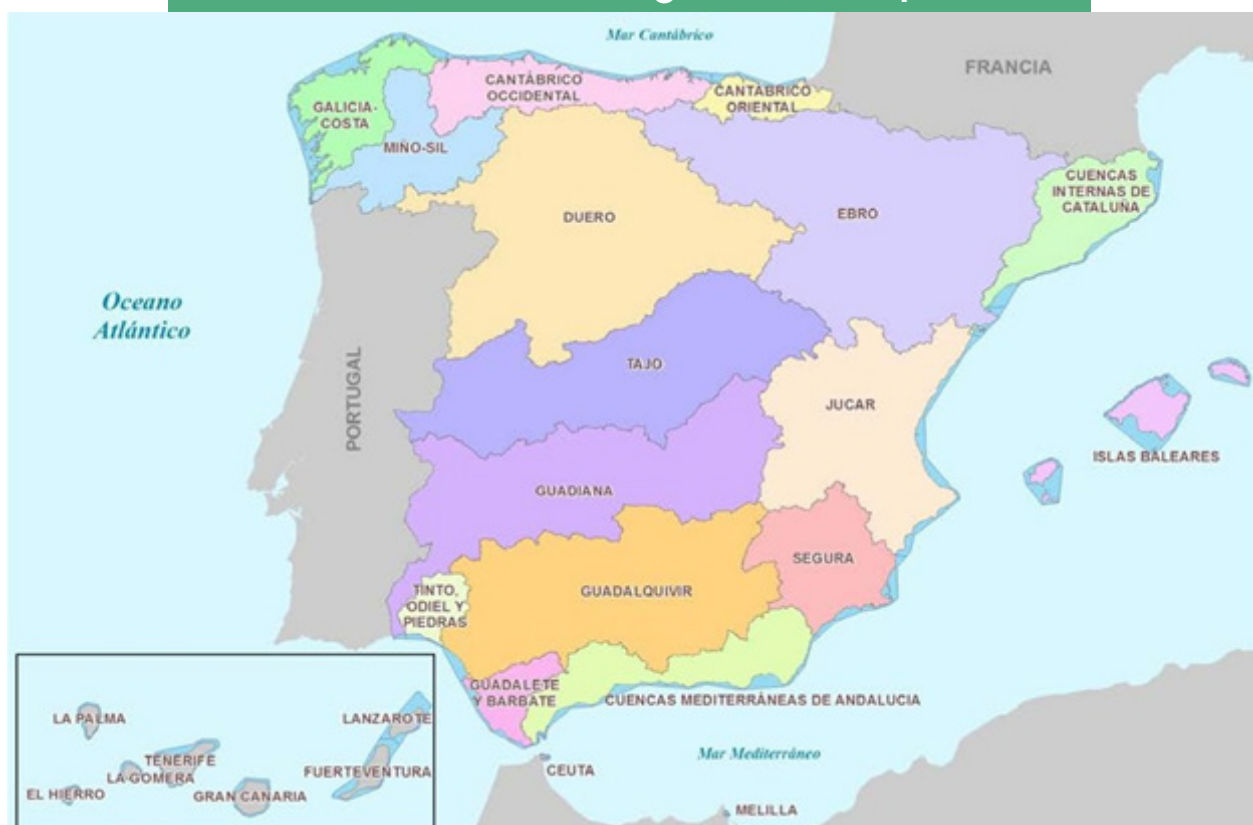 Mar Cantábrico
FRANCIA
CANTÁBRICO
OCCIDENTAL
CANTÁBRICO
ORIENTAL
GALICIA-
COSTA
MIÑO-SIL
CUENCAS
INTERNAS DE
CATALUÑA
DUERO
EBRO
Oceano
Atlántico
TAJO
PORTUGAL
JUCAR
ISLAS BALEARES
GUADIANA
SEGURA
TINTO,
ODIEL Y
PIEDRAS
GUADALQUIVIR
GUADALETE
Y BARBATE
CUENCAS MEDITERRÁNEAS DE ANDALUCIA
LA PALMA
LANZAROTE
TENERIFE
LA GOMERA
FUERTEVENTURA
EL HIERRO
GRAN CANARIA
Mar Mediterráneo
CEUTA
MELILLA